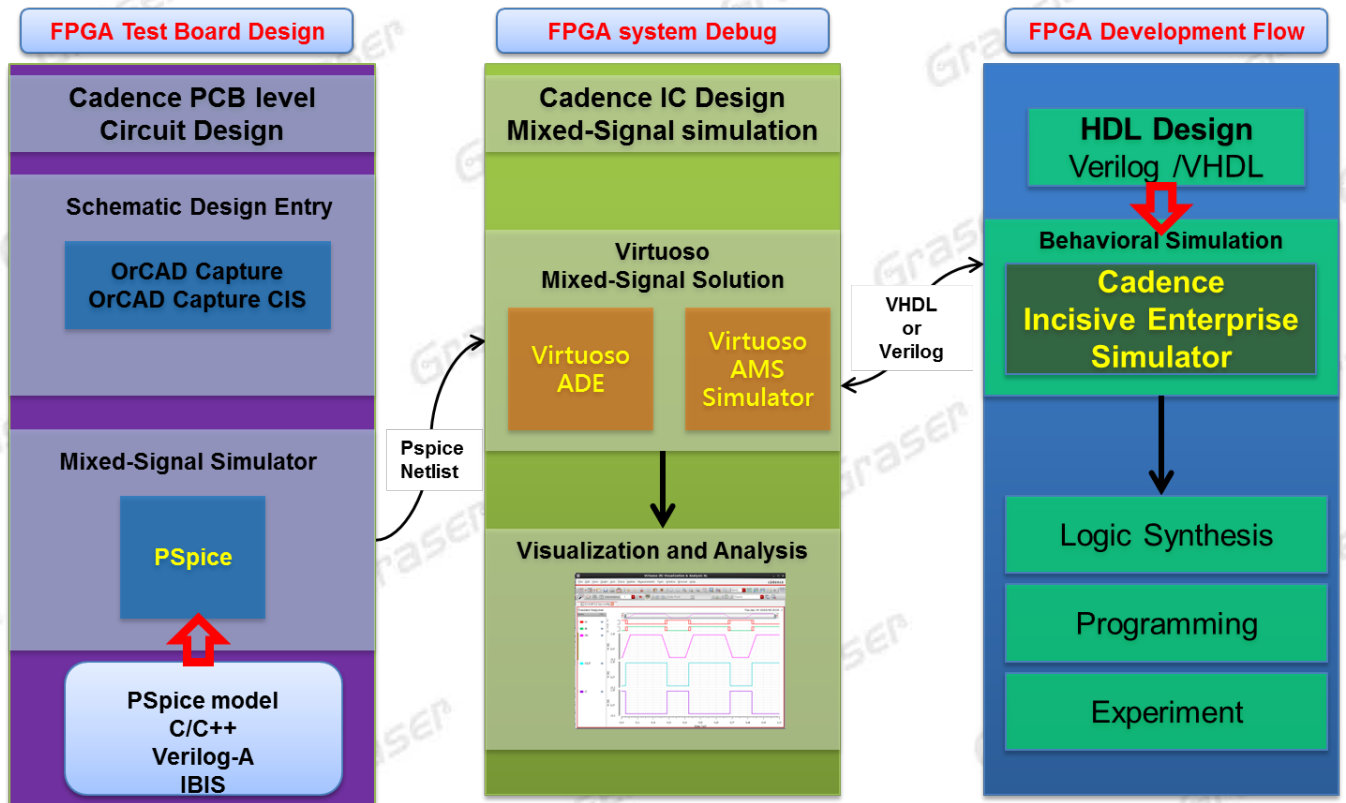 FPGA Test Board Design
Cadence PCB level
Circuit Design
Schematic Design Entry
OrCAD Capture
OrCAD Capture CIS
Mixed-Signal Simulator
PSpice
PSpice model
C/C++
Verilog-A
IBIS
Pspice
Netlist
FPGA system Debug
Cadence IC Design
Mixed-Signal simulation
Virtuoso
Mixed-Signal Solution
Virtuoso
ADE
Virtuoso
AMS
Simulator
Visualization and Analysis
VHDL
or
Verilog
FPGA Development Flow
HDL Design
Verilog /VHDL
Behavioral Simulation
Cadence
Incisive Enterprise
Simulator
Logic Synthesis
Programming
Experiment
Graser